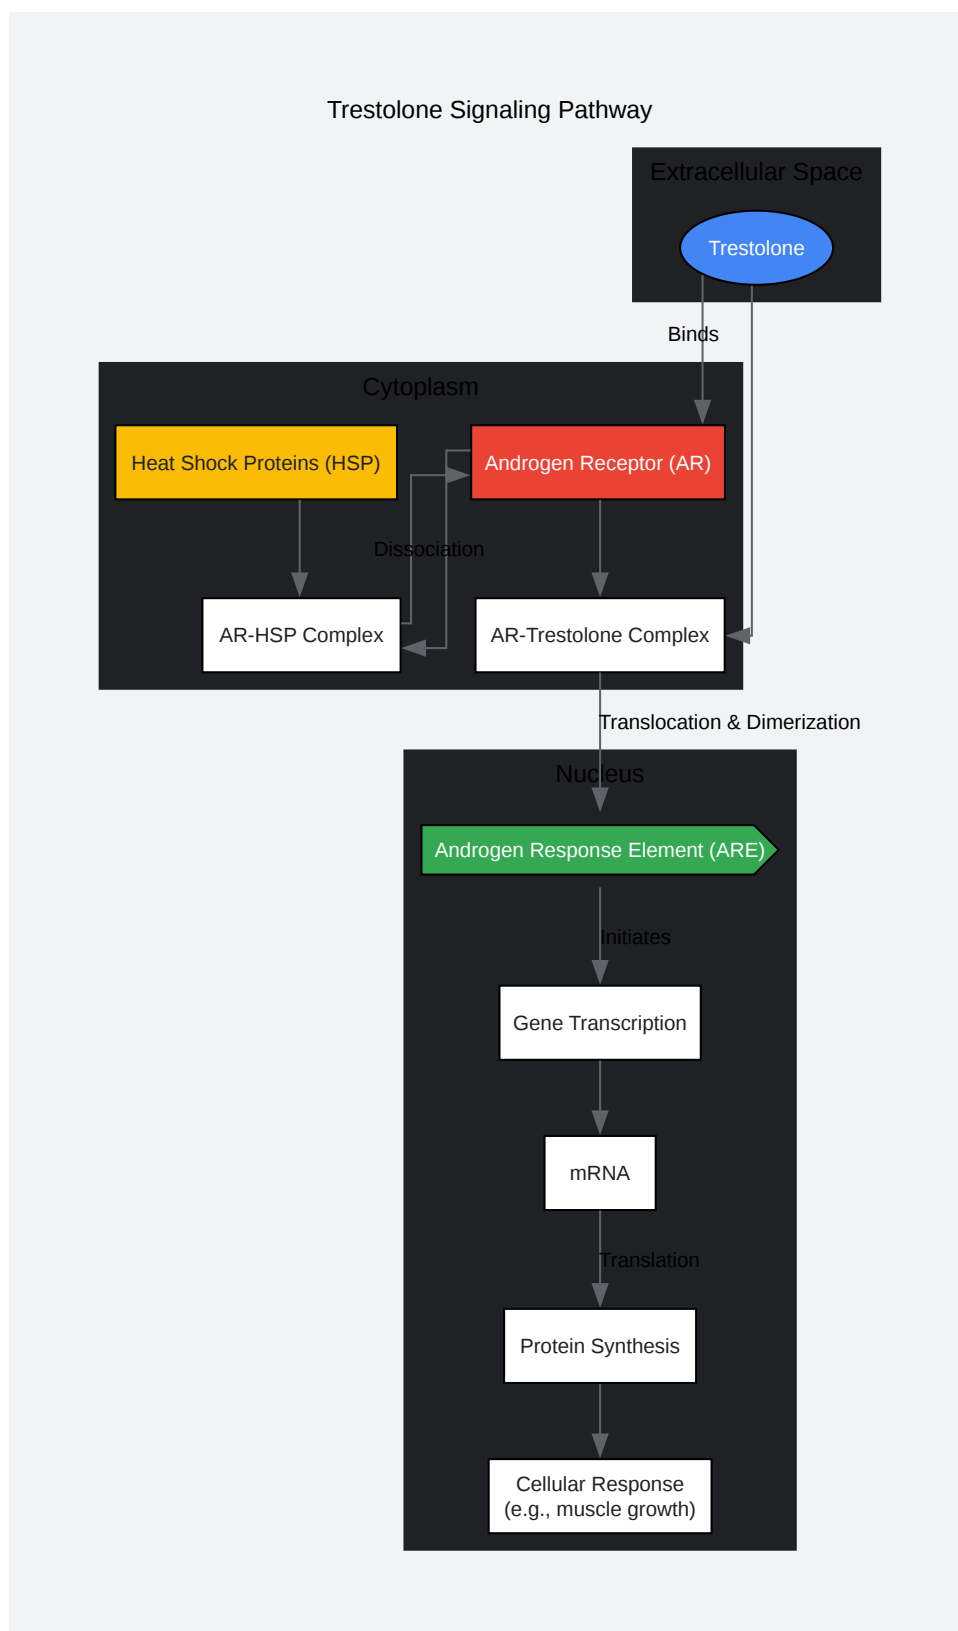 Trestolone Signaling Pathway
Extracellular Space
Trestolone
Binds
Cytoplasm
Heat Shock Proteins (HSP)
Androgen Receptor (AR)
Dissociation
AR-HSP Complex
AR-Trestolone Complex
Translocation & Dimerization
Nucleus
Androgen Response Element (ARE)
Initiates
Gene Transcription
mRNA
Translation
Protein Synthesis
Cellular Response
(e.g., muscle growth)